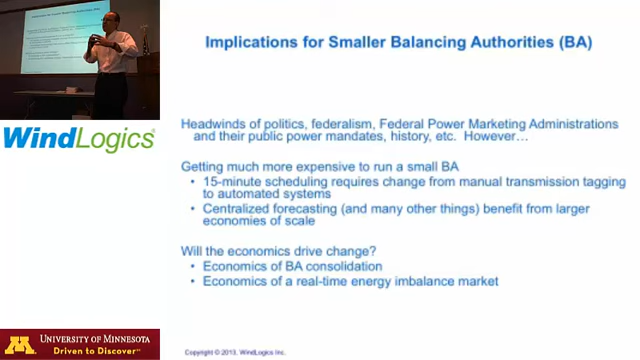 Implications for Smaller Balancing Authorities (BA)
Headwinds of politics, federalism, Federal Power Marketing Administrations
and their public power mandates, history, etc. However…
Getting much more expensive to run a small BA
• 15-minute scheduling requires change from manual transmission tagging
to automated systems
• Centralized forecasting (and many other things) benefit from larger
economies of scale
Will the economics drive change?
• Economics of BA consolidation
• Economics of a real-time energy imbalance market
Copyright © 2013, WindLogics Inc.
WindLogics®
UNIVERSITY OF MINNESOTA
Driven to Discover℠